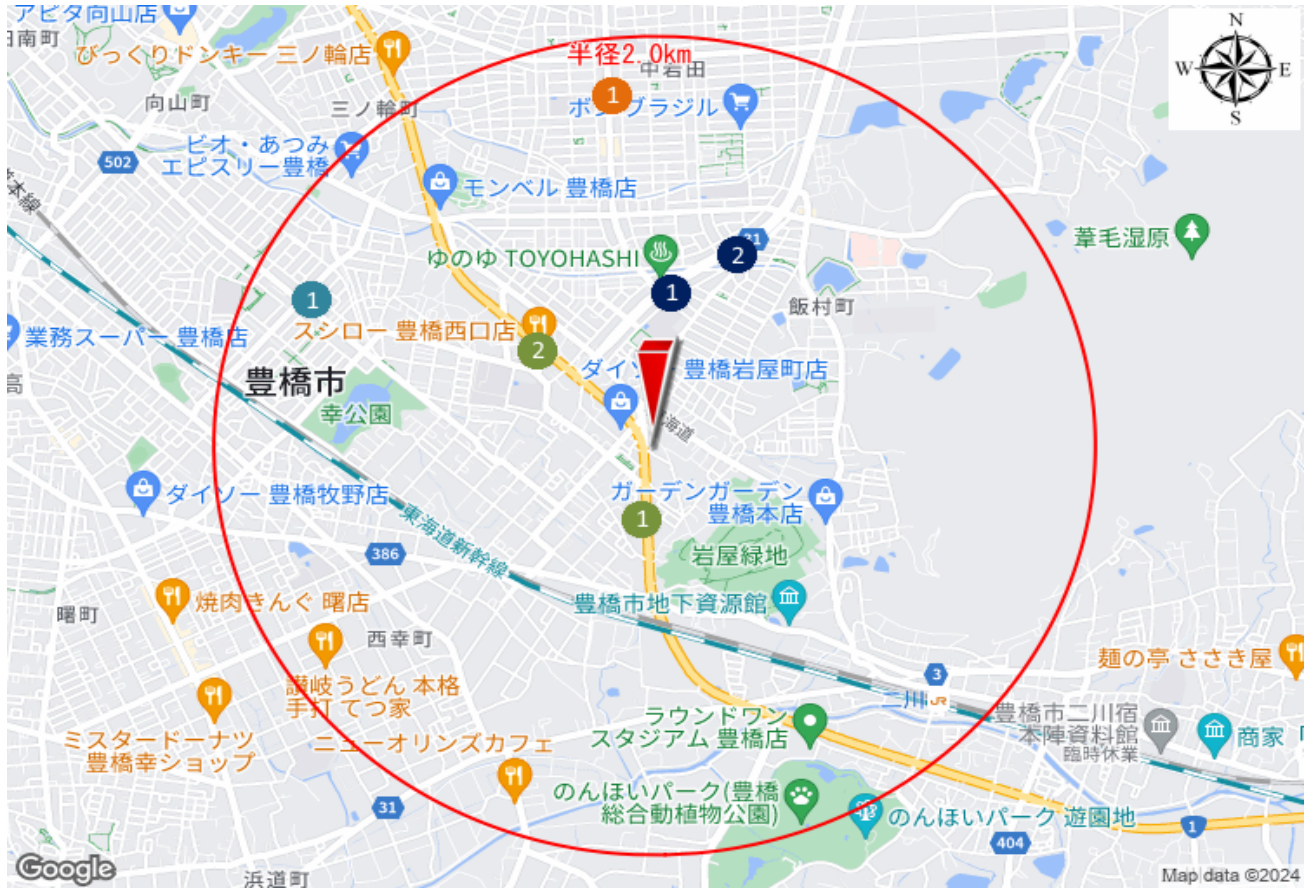 アピタ向山店
びっくりドンキー 三ノ輪店
向山町
三ノ輪町
半径2.0km
中岩田
1
ポンブラジル
N
W
E
S
502
ビオ・あつみ
エピスリー豊橋
モンベル 豊橋店
ゆのゆ TOYOHASHI
31
2
1
葦毛湿原
飯村町
1
スシロー 豊橋西口店
2
業務スーパー 豊橋店
ダイソー 豊橋岩屋町店
豊橋市
幸公園
海道
ダイソー 豊橋牧野店
ガーデンガーデン
豊橋本店
1
東海道新幹線
386
岩屋緑地
豊橋市地下資源館
焼肉きんぐ 曙店
曙町
西幸町
讃岐うどん 本格
手打 てつ家
3
麺の亭 ささき屋
二川
JR
豊橋市二川宿
本陣資料館
臨時休業
商家
ラウンドワン
スタジアム 豊橋店
ミスタードーナツ
豊橋幸ショップ
ニューオリンズカフェ
のんほいパーク(豊橋
総合動植物公園)
のんほいパーク 遊園地
31
1
404
浜道町
Google
Map data ©2024